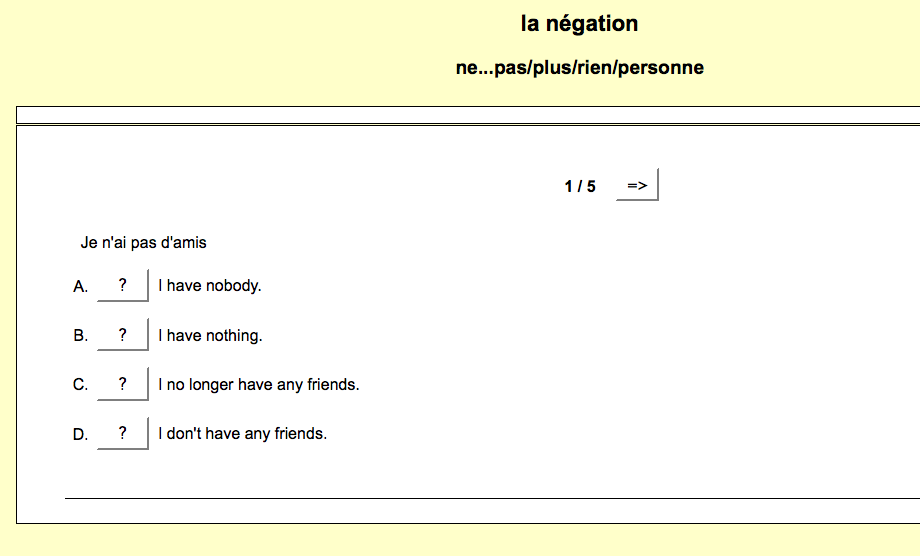 la négation
ne...pas/plus/rien/personne
1 / 5 =>
Je n'ai pas d'amis
A. ? I have nobody.
B. ? I have nothing.
C. ? I no longer have any friends.
D. ? I don't have any friends.